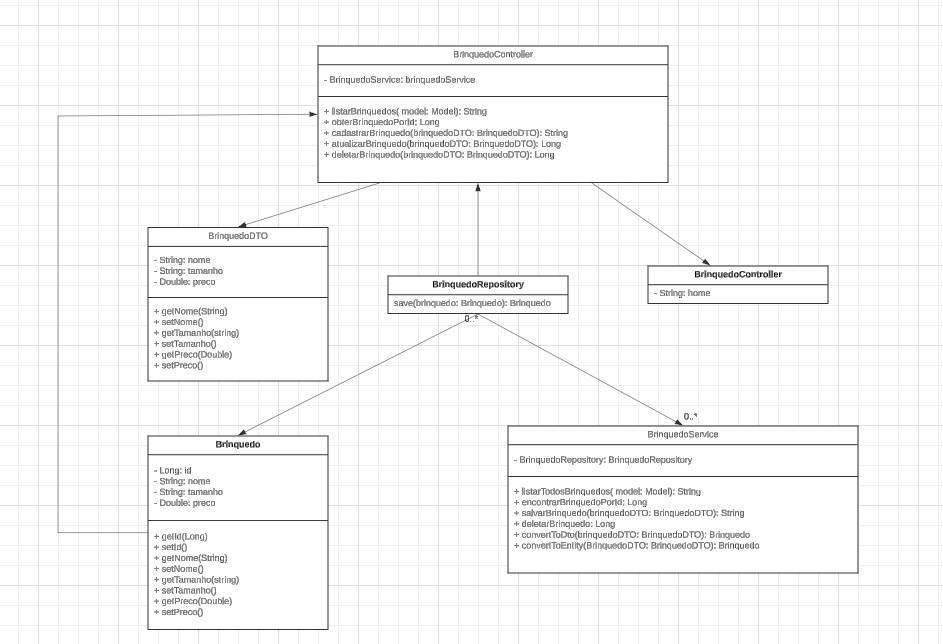 BrinquedoController
- BrinquedoService: brinquedoService
+ listarBrinquedos( model: Model): String
+ obterBrinquedoPorId: Long
+ cadastrarBrinquedo(brinquedoDTO: BrinquedoDTO): String
+ atualizarBrinquedo(brinquedoDTO: BrinquedoDTO): Long
+ deletarBrinquedo(brinquedoDTO: BrinquedoDTO): Long
BrinquedoDTO
- String: nome
- String: tamanho
- Double: preco
+ getNome(String)
+ setNome()
+ getTamanho(string)
+ setTamanho()
+ getPreco(Double)
+ setPreco()
BrinquedoRepository
save(brinquedo: Brinquedo): Brinquedo
0..*
BrinquedoController
- String: home
Brinquedo
- Long: id
- String: nome
- String: tamanho
- Double: preco
+ getId(Long)
+ setId()
+ getNome(String)
+ setNome()
+ getTamanho(string)
+ setTamanho()
+ getPreco(Double)
+ setPreco()
0..*
BrinquedoService
- BrinquedoRepository: BrinquedoRepository
+ listarTodosBrinquedos( model: Model): String
+ encontrarBrinquedoPorId: Long
+ salvarBrinquedo(brinquedoDTO: BrinquedoDTO): String
+ deletarBrinquedo: Long
+ convertToDto(brinquedoDTO: BrinquedoDTO): Brinquedo
+ convertToEntity(BrinquedoDTO: BrinquedoDTO): Brinquedo